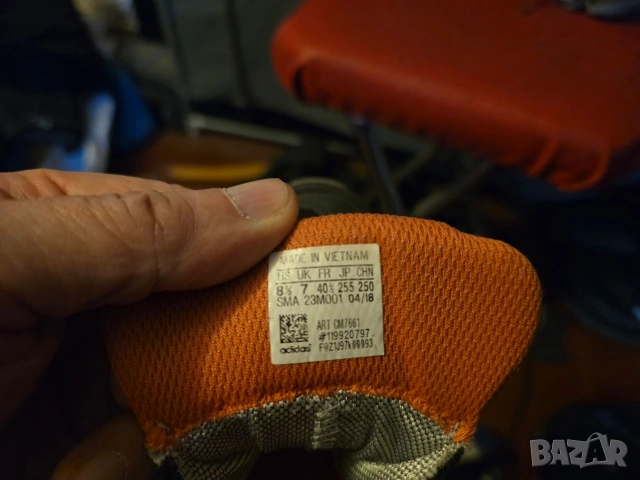 MADE IN VIETNAM
US UK FR JP CHN
8½ 7 40⅔ 255 250
SMA 23M001 04/18
ART CM7661
#119920797
adidas
BAZAR